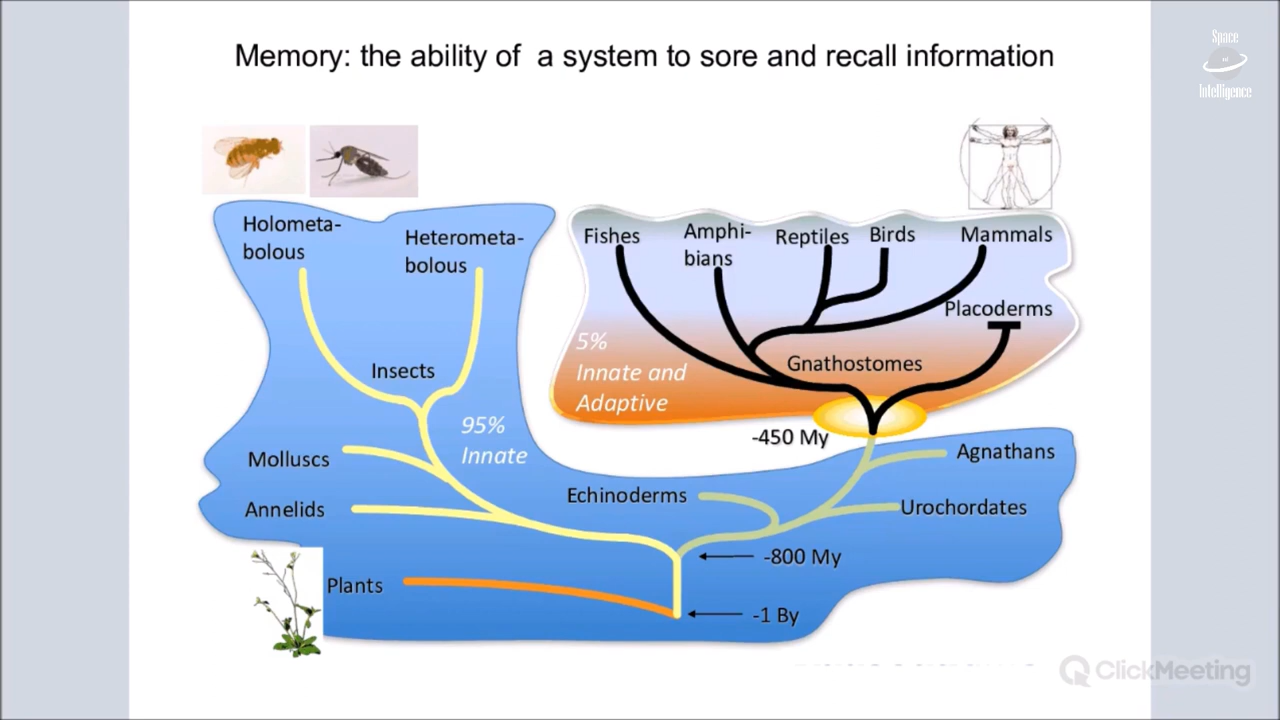 Memory: the ability of  a system to sore and recall information
Space
of
Intelligence
Holometa-
bolous
Heterometa-
bolous
Fishes
Amphi-
bians
Reptiles
Birds
Mammals
Placoderms
5%
Innate and
Adaptive
Gnathostomes
Insects
95%
Innate
-450 My
Molluscs
Agnathans
Echinoderms
Annelids
Urochordates
-800 My
Plants
-1 By
ClickMeeting